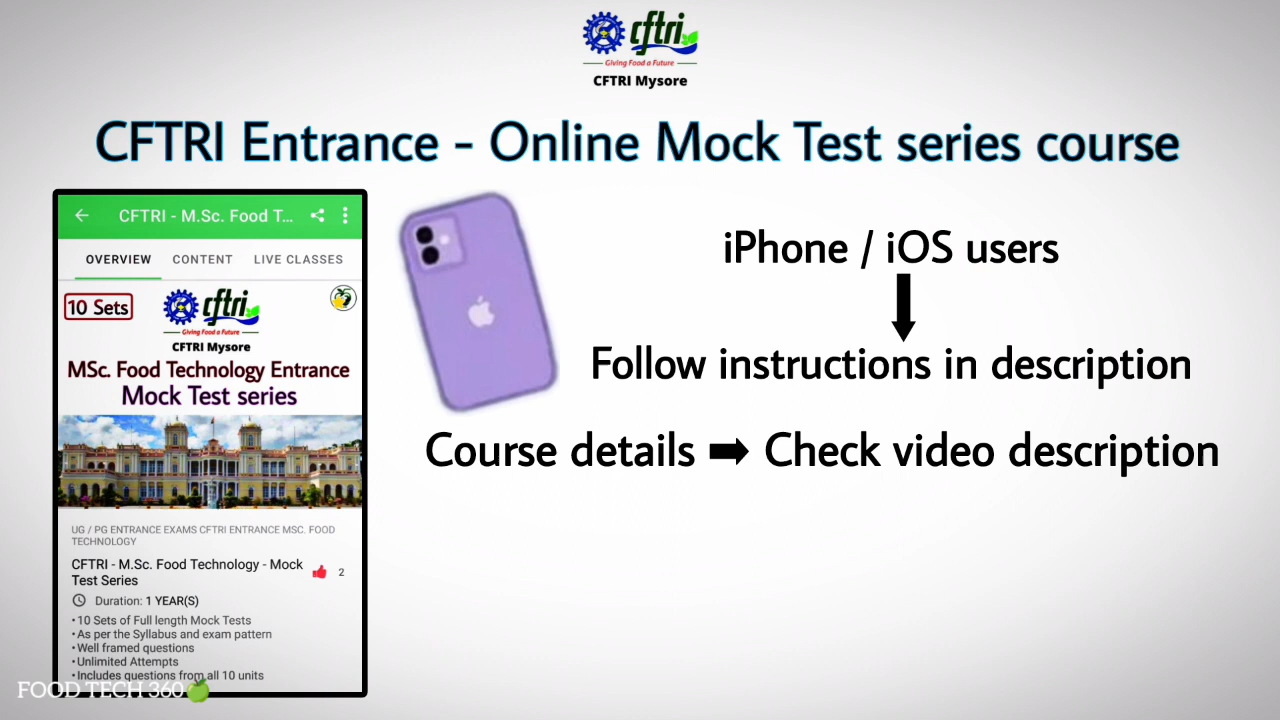 cftri
Giving Food a Future
CFTRI Mysore
CFTRI Entrance - Online Mock Test series course
CFTRI - M.Sc. Food T...
OVERVIEW CONTENT LIVE CLASSES
10 Sets
cftri
Giving Food a Future
CFTRI Mysore
MSc. Food Technology Entrance
Mock Test series
UG / PG ENTRANCE EXAMS CFTRI ENTRANCE MSC. FOOD
TECHNOLOGY
CFTRI - M.Sc. Food Technology - Mock
Test Series
2
Duration: 1 YEAR(S)
• 10 Sets of Full length Mock Tests
• As per the Syllabus and exam pattern
• Well framed questions
• Unlimited Attempts
• Includes questions from all 10 units
iPhone / iOS users
Follow instructions in description
Course details ➡ Check video description
FOOD TECH 360